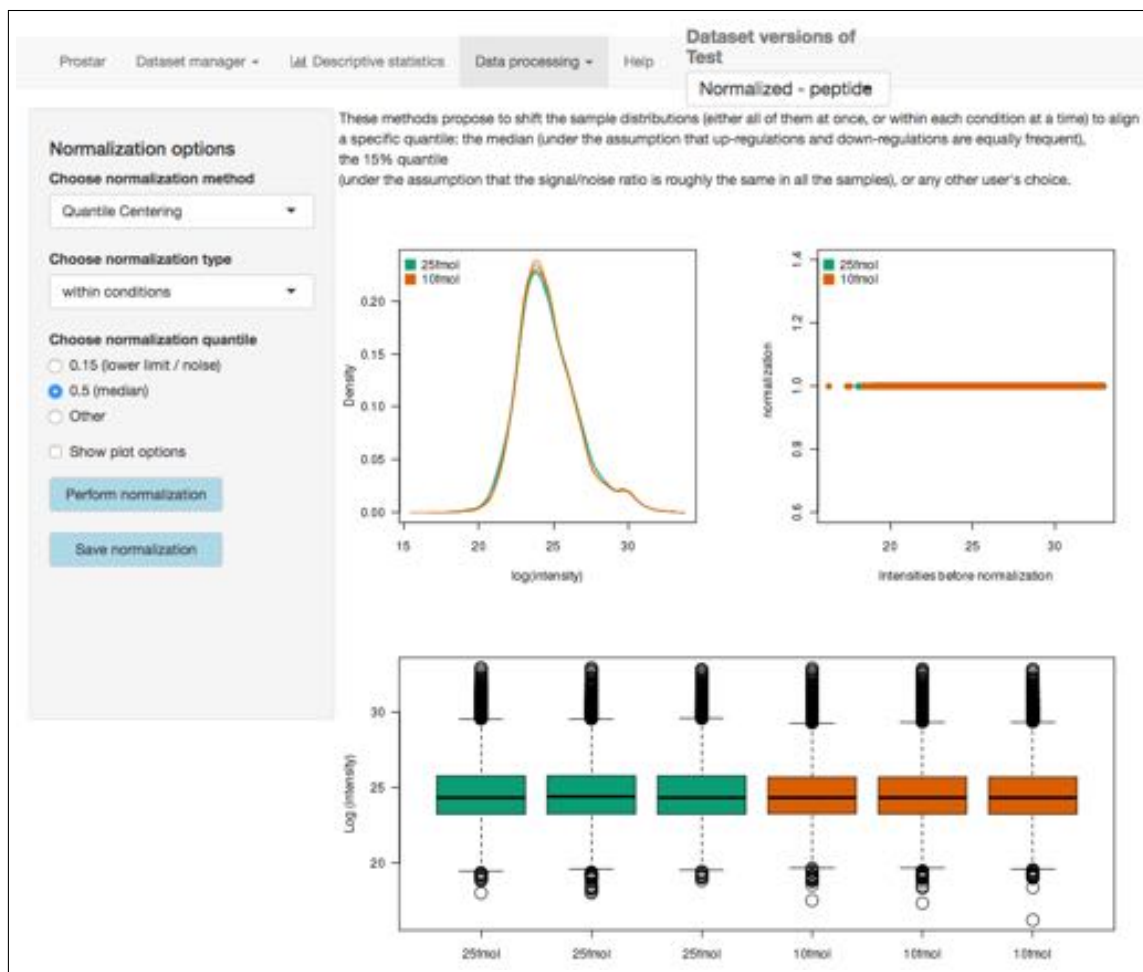 Prostar
Dataset manager
Descriptive statistics
Data processing
Help
Dataset versions of
Test
Normalized - peptide
Normalization options
Choose normalization method
Quantile Centering
Choose normalization type
within conditions
Choose normalization quantile
0.15 (lower limit / noise)
0.5 (median)
Other
Show plot options
Perform normalization
Save normalization
These methods propose to shift the sample distributions (either all of them at once, or within each condition at a time) to align
a specific quantile: the median (under the assumption that up-regulations and down-regulations are equally frequent),
the 15% quantile
(under the assumption that the signal/noise ratio is roughly the same in all the samples), or any other user's choice.
25fmol
10fmol
Density
0.20
0.15
0.10
0.05
0.00
15 20 25 30
log(intensity)
25fmol
10fmol
normalization
1.4
1.2
1.0
0.8
0.6
20 30
25
Intensities before normalization
Log (intensity)
30
25
20
25fmol 25fmol 25fmol 10fmol 10fmol 10fmol